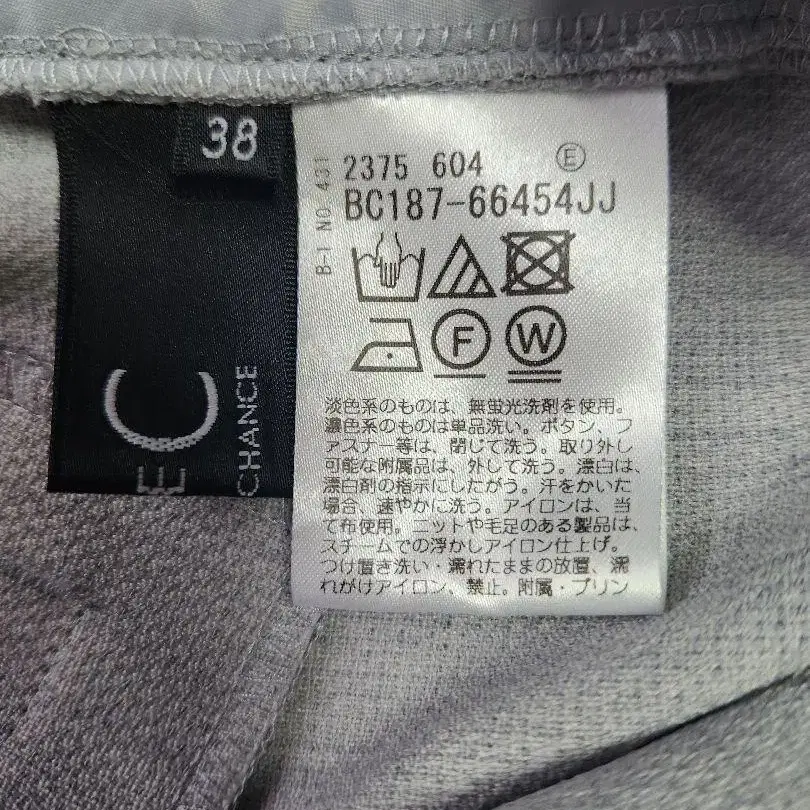 38
EC
CHANCE
B-1 NO 431
2375 604 Ⓔ
BC187-66454JJ
F W
淡色系のものは、無蛍光洗剤を使用。
濃色系のものは単品洗い。ボタン、フ
ァスナー等は、閉じて洗う。取り外し
可能な附属品は、外して洗う。漂白は、
漂白剤の指示にしたがう。汗をかいた
場合、速やかに洗う。アイロンは、当
て布使用。ニットや毛足のある製品は、
スチームでの浮かしアイロン仕上げ。
つけ置き洗い・濡れたままの放置、濡
れがけアイロン、禁止。附属・プリン